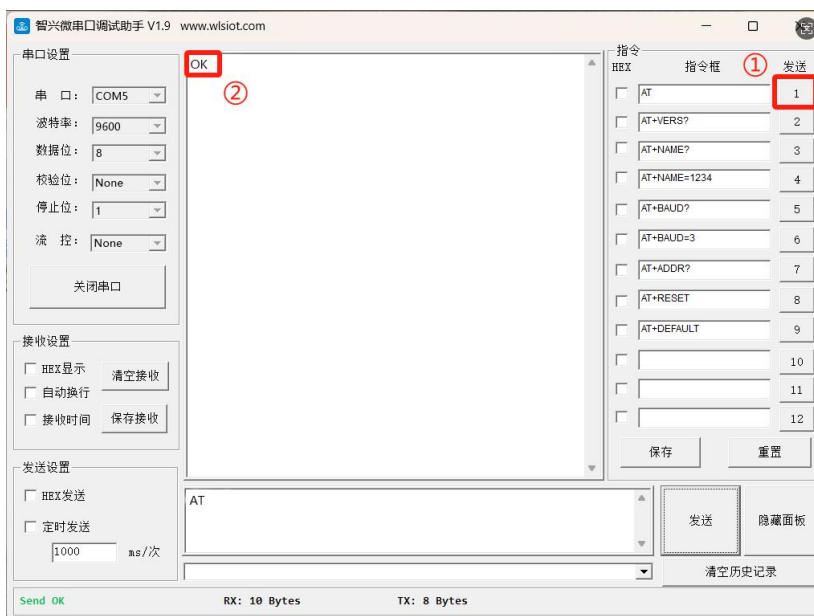 智兴微串口调试助手 V1.9 www.wlsiot.com
串口设置
串 口： COM5
波特率： 9600
数据位： 8
校验位： None
停止位： 1
流 控： None
关闭串口
接收设置
HEX显示
自动换行
接收时间
清空接收
保存接收
发送设置
HEX发送
定时发送
1000 ms/次
OK
②
AT
指令
HEX 指令框 ① 发送
AT 1
AT+VERS? 2
AT+NAME? 3
AT+NAME=1234 4
AT+BAUD? 5
AT+BAUD=3 6
AT+ADDR? 7
AT+RESET 8
AT+DEFAULT 9
10
11
12
保存 重置
发送 隐藏面板
清空历史记录
Send OK RX: 10 Bytes TX: 8 Bytes